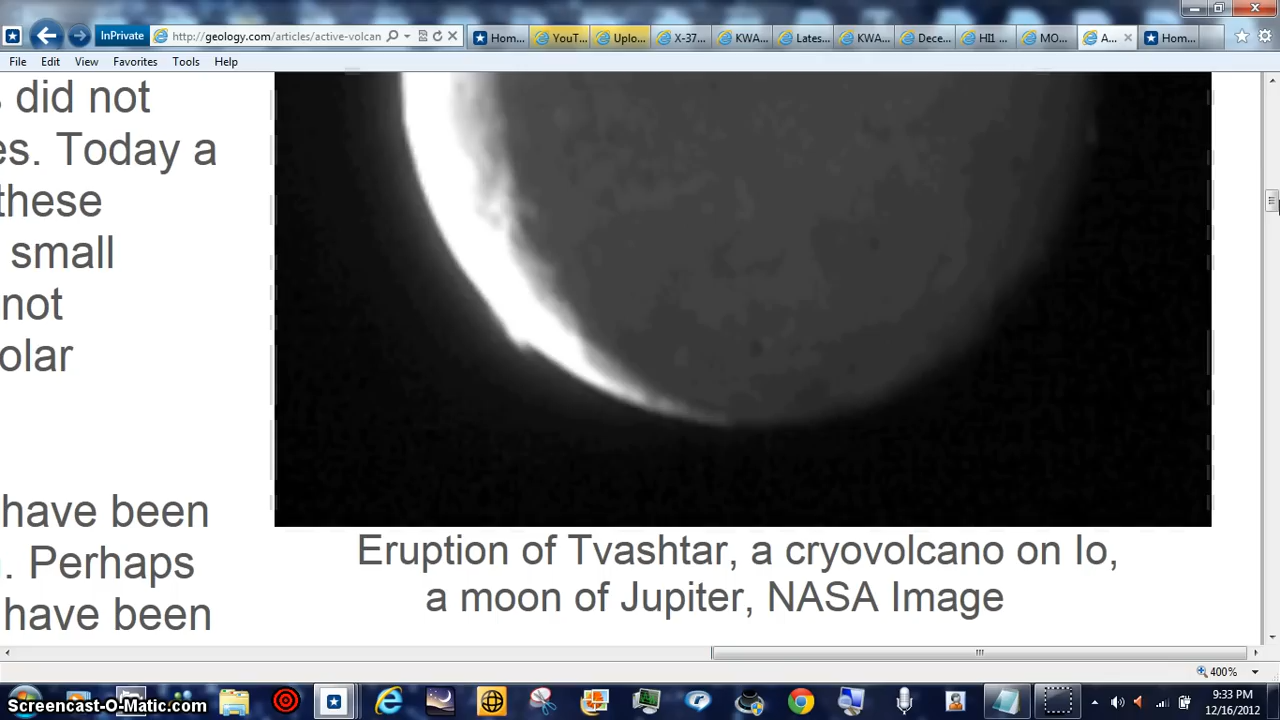 InPrivate
http://geology.com/articles/active-volcan
Hom...
YouT...
Uplo...
X-37...
KWA...
Lates...
KWA...
Dece...
HI1
MO...
A...
Hom...
File Edit View Favorites Tools Help
s did not
es. Today a
these
small
not
olar
have been
. Perhaps
have been
Eruption of Tvashtar, a cryovolcano on Io,
a moon of Jupiter, NASA Image
400%
Screencast-O-Matic.com
9:33 PM
12/16/2012